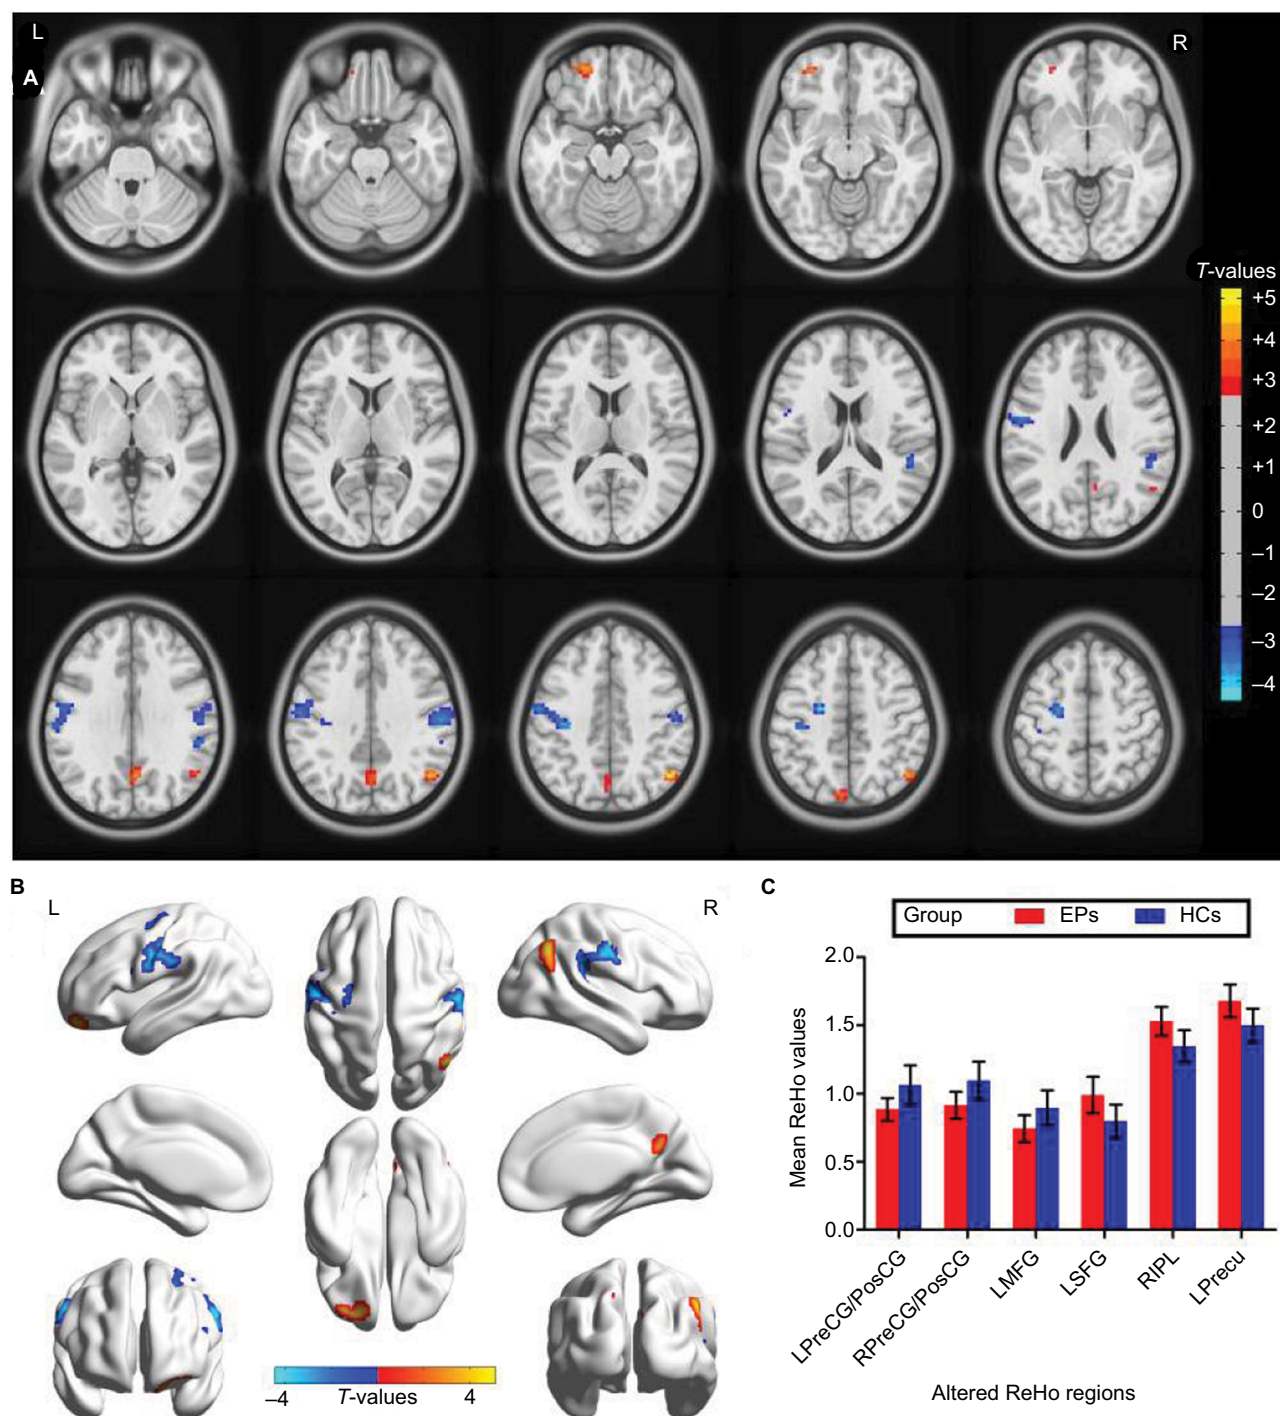 L
R
A
T-values
+5
+4
+3
+2
+1
0
–1
–2
–3
–4
B
L
R
–4
T-values
4
C
Group
EPs
HCs
2.0
1.5
1.0
0.5
0.0
Mean ReHo values
LPreCG/PosCG
RPreCG/PosCG
LMFG
LSFG
RIPL
LPrecu
Altered ReHo regions